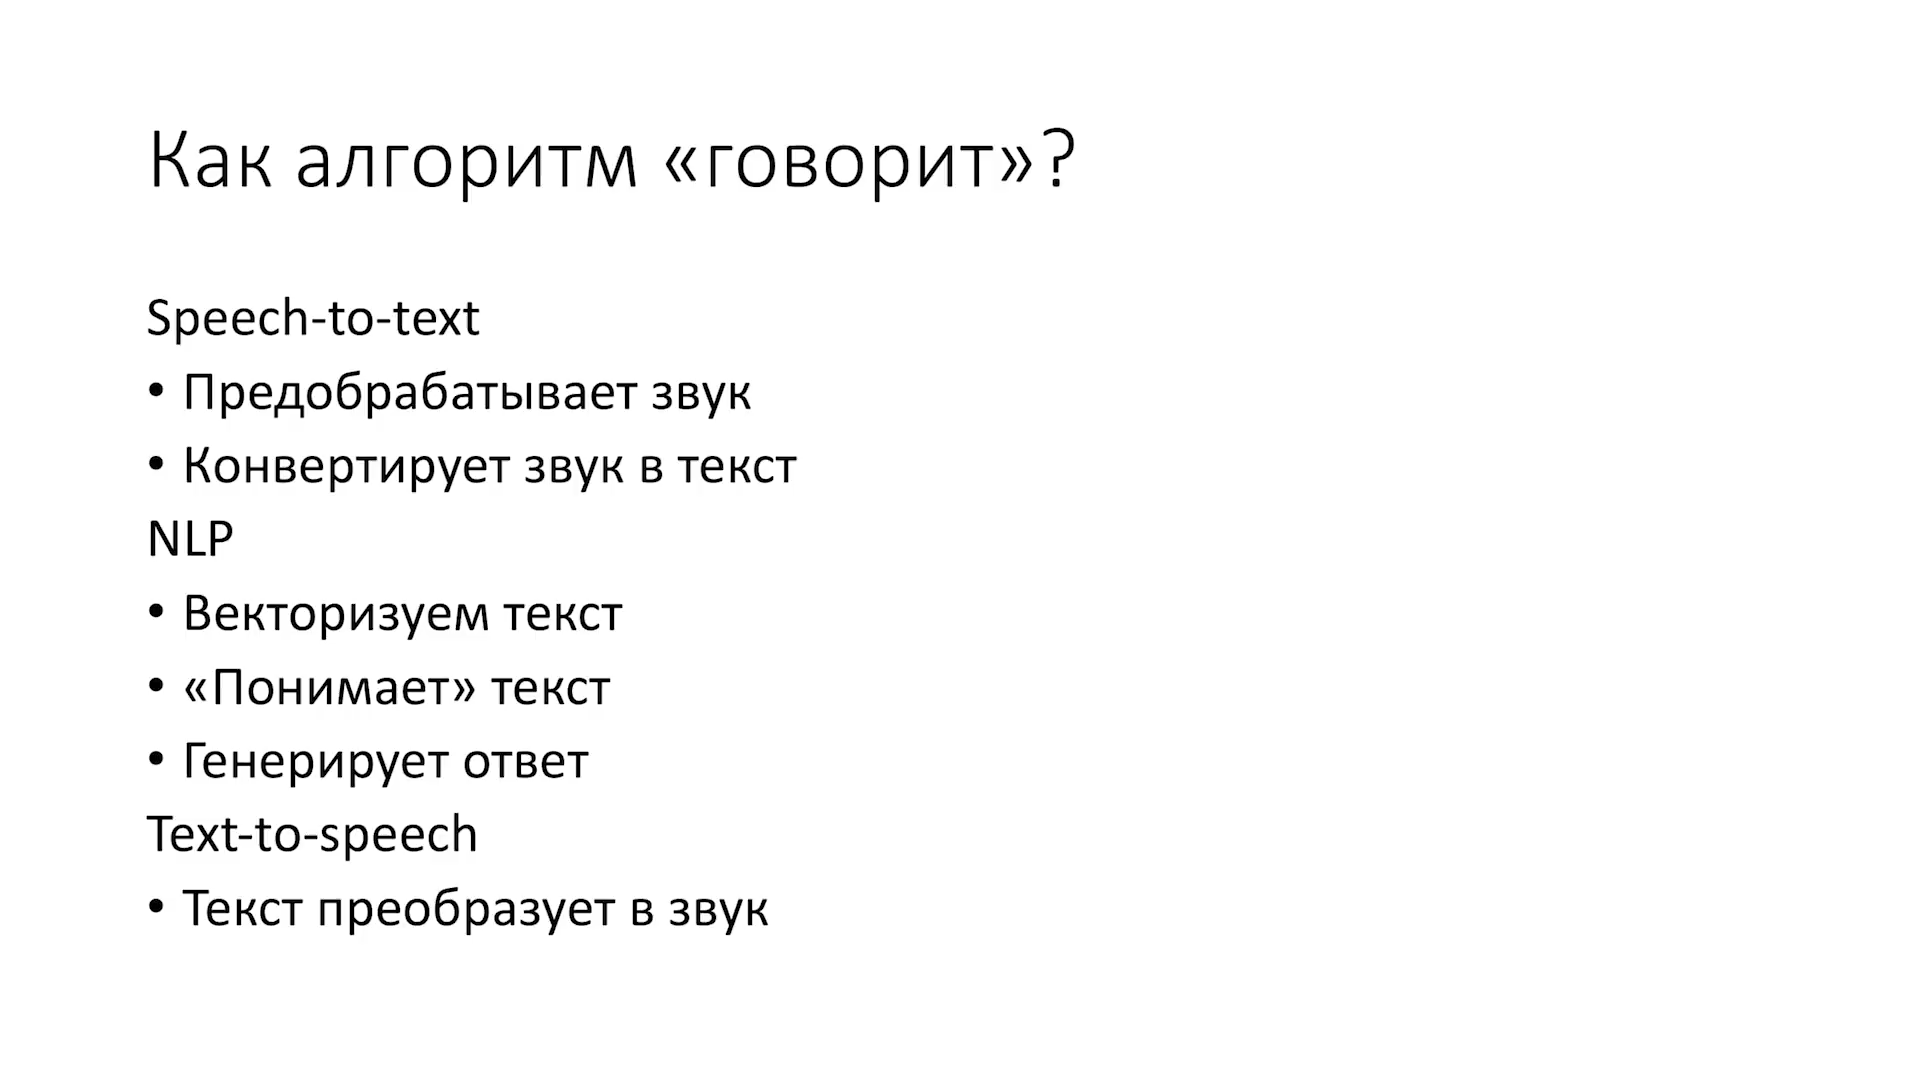 Как алгоритм «говорит»?
Speech-to-text
• Предобрабатывает звук
• Конвертирует звук в текст
NLP
• Векторизуем текст
• «Понимает» текст
• Генерирует ответ
Text-to-speech
• Текст преобразует в звук